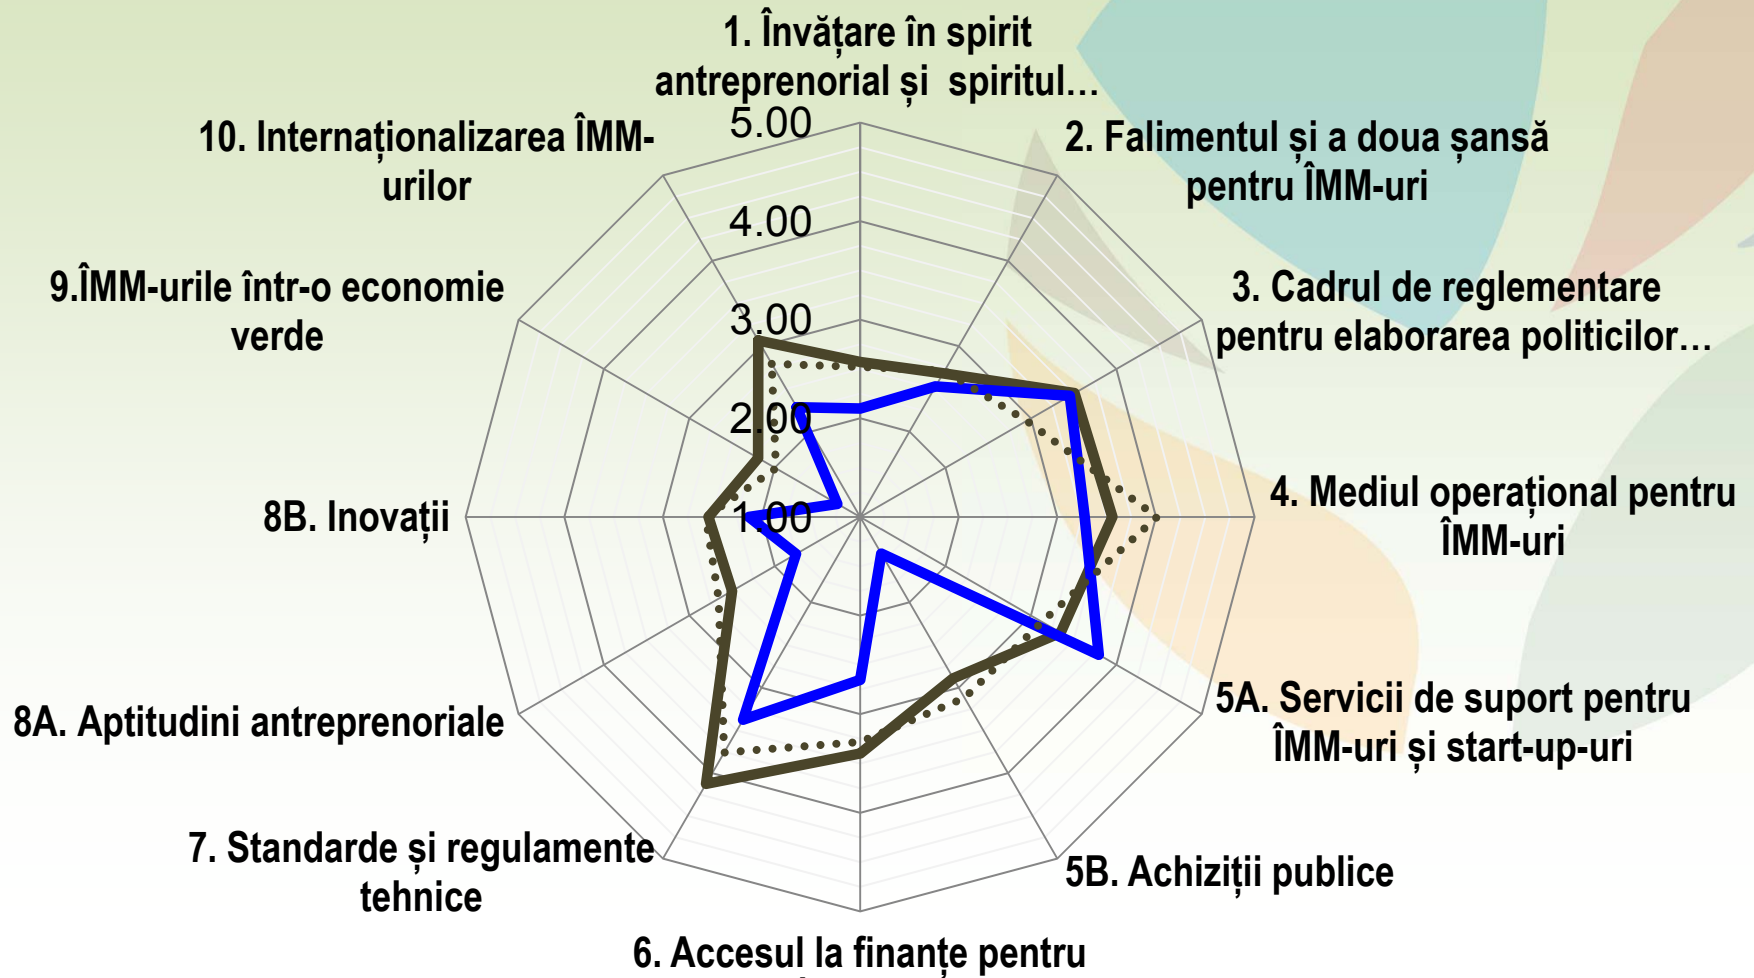 1. Învățare în spirit
antreprenorial și  spiritul…
2. Falimentul și a doua șansă
pentru ÎMM-uri
3. Cadrul de reglementare
pentru elaborarea politicilor…
4. Mediul operațional pentru
ÎMM-uri
5A. Servicii de suport pentru
ÎMM-uri și start-up-uri
5B. Achiziții publice
6. Accesul la finanțe pentru
7. Standarde și regulamente
tehnice
8A. Aptitudini antreprenoriale
8B. Inovații
9.ÎMM-urile într-o economie
verde
10. Internaționalizarea ÎMM-
urilor
5.00
4.00
3.00
2.00
1.00